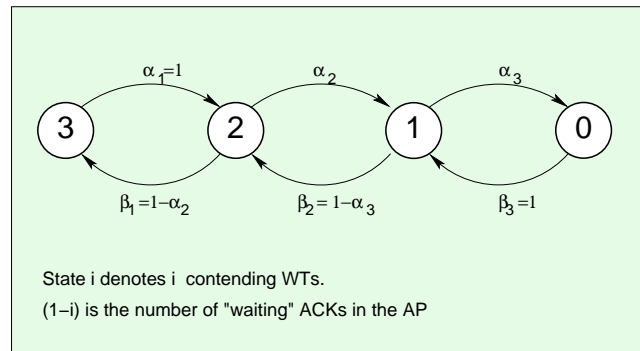 α₁=1
α₂
α₃
3
2
1
0
β₁=1−α₂
β₂=1−α₃
β₃=1
State i denotes i contending WTs.
(1−i) is the number of "waiting" ACKs in the AP